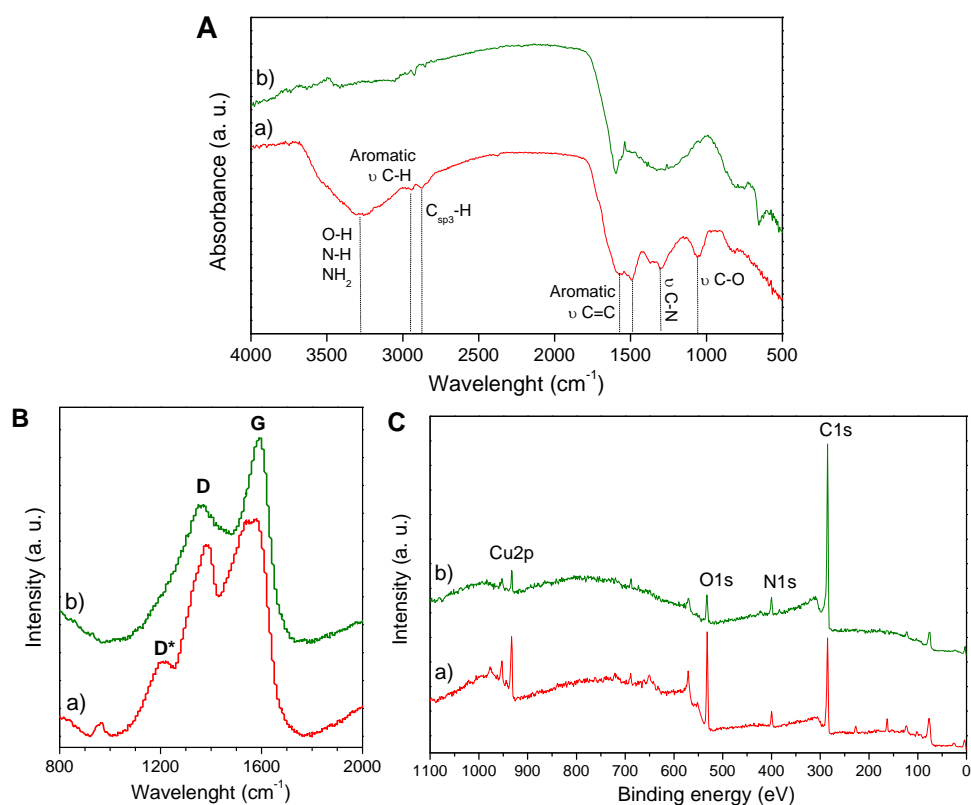 A
b)
a)
Aromatic
υ C-H
C_sp3-H
O-H
N-H
NH₂
Aromatic
υ C=C
υ C-N
υ C-O
Absorbance (a. u.)
4000 3500 3000 2500 2000 1500 1000 500
Wavelenght (cm⁻¹)
B
G
D
b)
D*
a)
Intensity (a. u.)
800 1200 1600 2000
Wavelenght (cm⁻¹)
C
C1s
Cu2p
O1s
N1s
b)
a)
Intensity (a. u.)
1100 1000 900 800 700 600 500 400 300 200 100 0
Binding energy (eV)